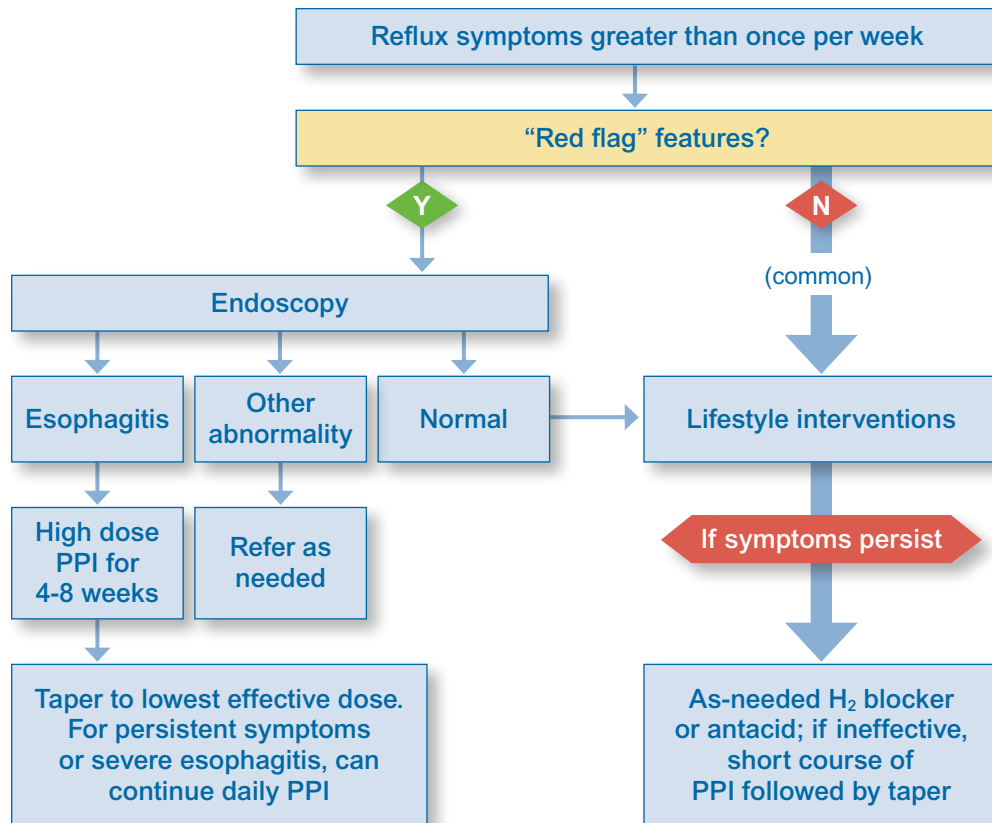 Reflux symptoms greater than once per week
“Red flag” features?
Y
N
(common)
Endoscopy
Esophagitis
Other
abnormality
Normal
Lifestyle interventions
High dose
PPI for
4-8 weeks
Refer as
needed
If symptoms persist
Taper to lowest effective dose.
For persistent symptoms
or severe esophagitis, can
continue daily PPI
As-needed H₂ blocker
or antacid; if ineffective,
short course of
PPI followed by taper